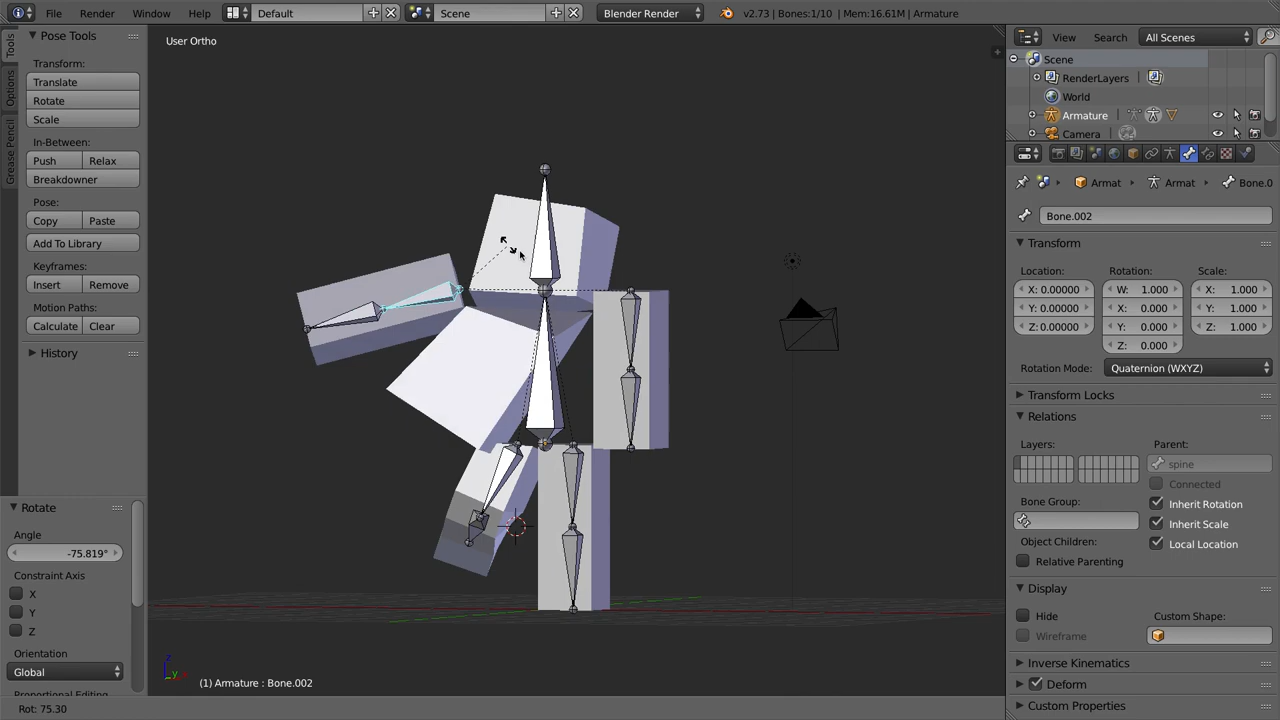 File Render Window Help Default Scene Blender Render v2.73 | Bones:1/10 | Mem:16.61M | Armature
Tools
Options
Grease Pencil
Pose Tools
Transform:
Translate
Rotate
Scale
In-Between:
Push Relax
Breakdowner
Pose:
Copy Paste
Add To Library
Keyframes:
Insert Remove
Motion Paths:
Calculate Clear
History
Rotate
Angle
-75.819°
Constraint Axis
X
Y
Z
Orientation
Global
Proportional Editing
User Ortho
z
y
(1) Armature : Bone.002
Rot: 75.30
View Search All Scenes
Scene
RenderLayers
World
Armature
Camera
Armat Armat Bone.0
Bone.002
Transform
Location: Rotation: Scale:
X: 0.00000 W: 1.000 X: 1.000
Y: 0.00000 X: 0.000 Y: 1.000
Z: 0.00000 Y: 0.000 Z: 1.000
Z: 0.000
Rotation Mode: Quaternion (WXYZ)
Transform Locks
Relations
Layers: Parent:
spine
Connected
Bone Group: Inherit Rotation
Inherit Scale
Object Children: Local Location
Relative Parenting
Display
Hide Custom Shape:
Wireframe
Inverse Kinematics
Deform
Custom Properties